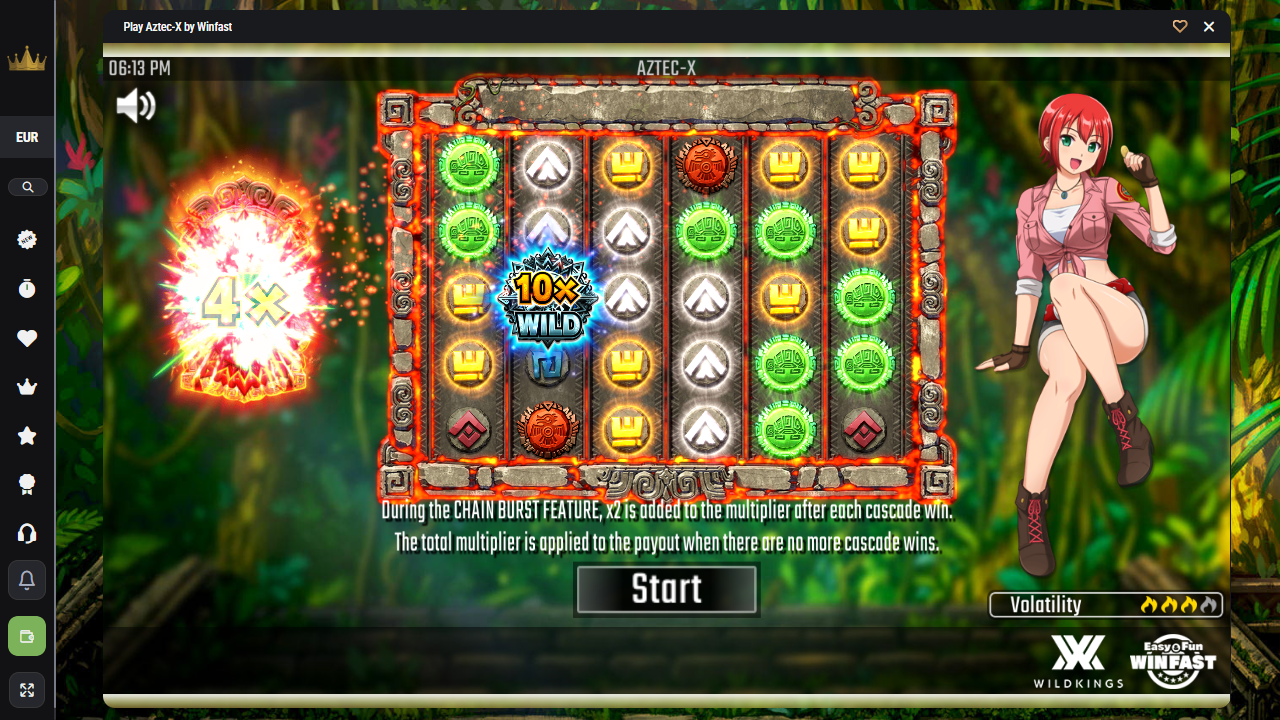 Play Aztec-X by Winfast
06:13 PM
AZTEC-X
EUR
NEW
4x
10x
WILD
During the CHAIN BURST FEATURE, x2 is added to the multiplier after each cascade win.
The total multiplier is applied to the payout when there are no more cascade wins.
Start
Volatility
WILDKINGS
Easy & Fun
WINFAST